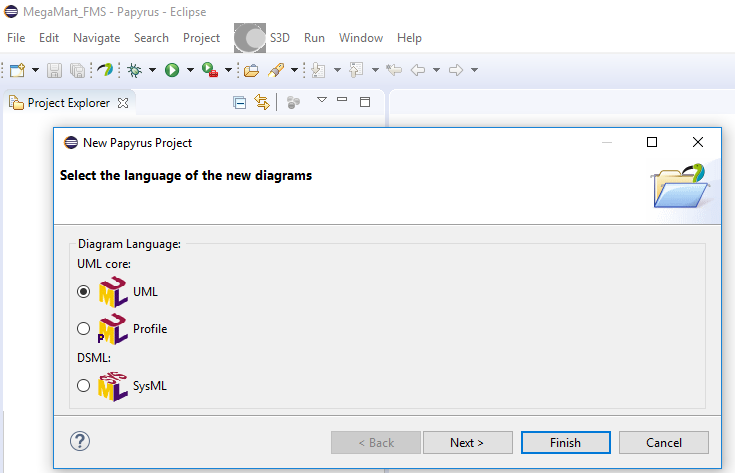 MegaMart_FMS - Papyrus - Eclipse
File Edit Navigate Search Project S3D Run Window Help
Project Explorer
New Papyrus Project
Select the language of the new diagrams
Diagram Language:
UML core:
UML
Profile
DSML:
SysML
< Back Next > Finish Cancel